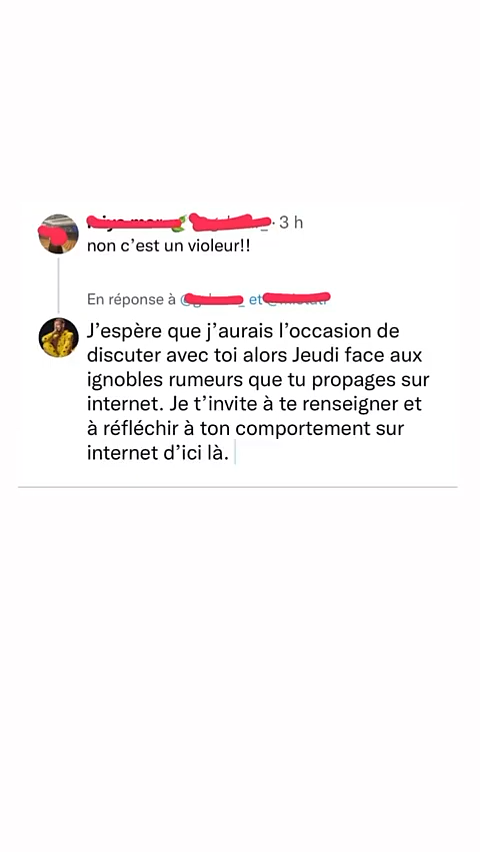 · 3 h
non c’est un violeur!!
En réponse à et
J’espère que j’aurais l’occasion de
discuter avec toi alors Jeudi face aux
ignobles rumeurs que tu propages sur
internet. Je t’invite à te renseigner et
à réfléchir à ton comportement sur
internet d’ici là.